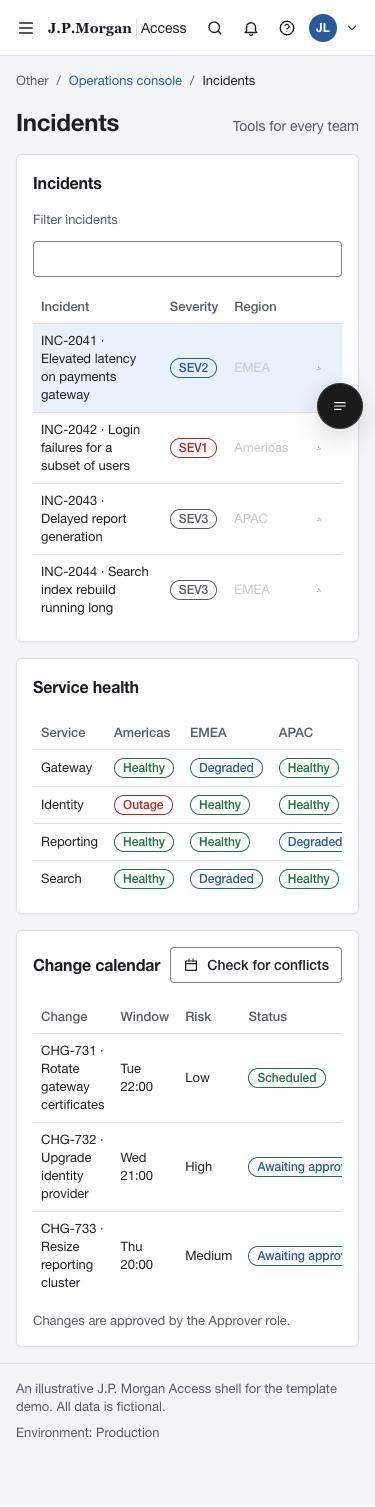 J.P.Morgan Access JL
Other / Operations console / Incidents
Incidents Tools for every team
Incidents
Filter incidents
Incident Severity Region
INC-2041 ·
Elevated latency
on payments
gateway
SEV2 EMEA
INC-2042 · Login
failures for a
subset of users
SEV1 Americas
INC-2043 ·
Delayed report
generation
SEV3 APAC
INC-2044 · Search
index rebuild
running long
SEV3 EMEA
Service health
Service Americas EMEA APAC
Gateway Healthy Degraded Healthy
Identity Outage Healthy Healthy
Reporting Healthy Healthy Degraded
Search Healthy Degraded Healthy
Change calendar Check for conflicts
Change Window Risk Status
CHG-731 ·
Rotate
gateway
certificates
Tue
22:00
Low Scheduled
CHG-732 ·
Upgrade
identity
provider
Wed
21:00
High Awaiting
CHG-733 ·
Resize
reporting
cluster
Thu
20:00
Medium Awaiting
Changes are approved by the Approver role.
An illustrative J.P. Morgan Access shell for the template
demo. All data is fictional.
Environment: Production